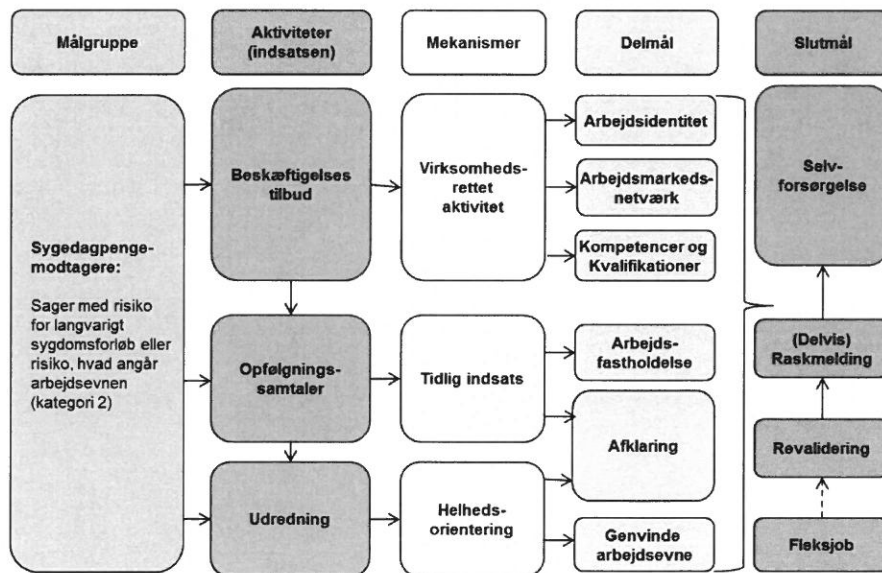 Målgruppe
Aktiviteter
(indsatsen)
Mekanismer
Delmål
Slutmål
Sygedagpenge-
modtagere:
Sager med risiko
for langvarigt
sygdomsforløb eller
risiko, hvad angår
arbejdsevnen
(kategori 2)
Beskæftigelses
tilbud
Opfølgnings-
samtaler
Udredning
Virksomheds-
rettet
aktivitet
Tidlig indsats
Helheds-
orientering
Arbejdsidentitet
Arbejdsmarkeds-
netværk
Kompetencer og
Kvalifikationer
Arbejds-
fastholdelse
Afklaring
Genvinde
arbejdsevne
Selv-
forsørgelse
(Delvis)
Raskmelding
Revalidering
Fleksjob